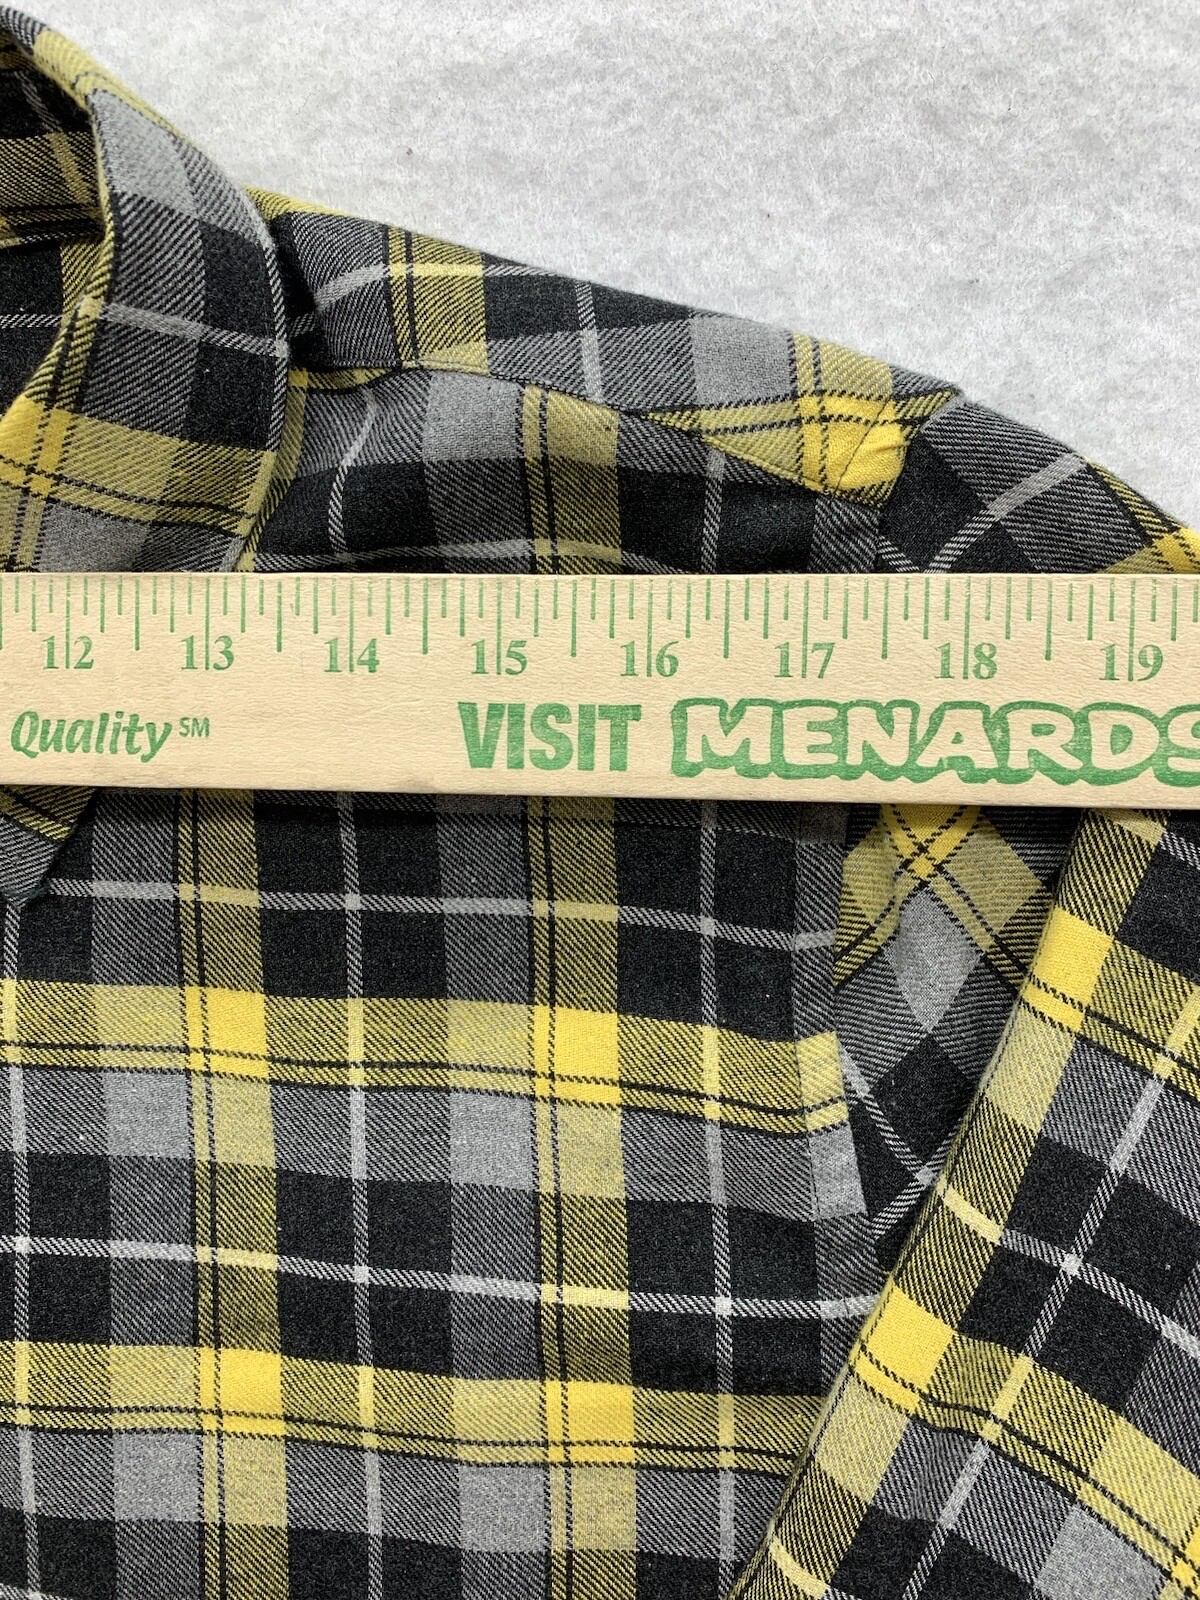 12 13 14 15 16 17 18 19
Quality SM VISIT MENARDS